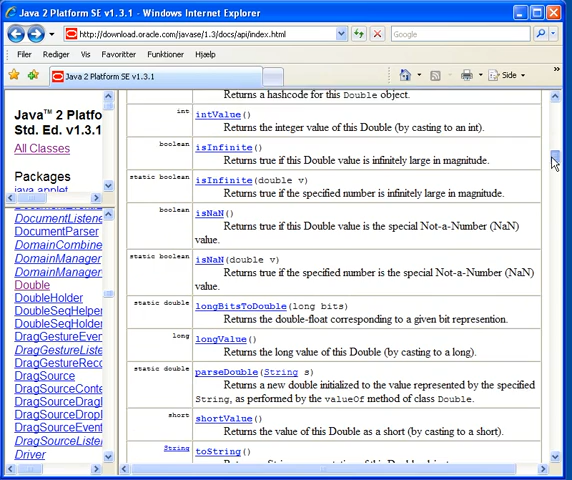 Java 2 Platform SE v1.3.1 - Windows Internet Explorer
http://download.oracle.com/javase/1.3/docs/api/index.html
Google
Filer Rediger Vis Favoritter Funktioner Hjælp
Java 2 Platform SE v1.3.1
Side
Java™ 2 Platfo
Std. Ed. v1.3.1
All Classes
Packages
java.applet
DocumentListene
DocumentParser
DomainCombine
DomainManager
DomainManager
Double
DoubleHolder
DoubleSeqHelper
DoubleSeqHolder
DragGestureEver
DragGestureListe
DragGestureReco
DragSource
DragSourceConte
DragSourceDragE
DragSourceDropE
DragSourceEvent
DragSourceListen
Driver
Returns a hashcode for this Double object.
int intValue()
Returns the integer value of this Double (by casting to an int).
boolean isInfinite()
Returns true if this Double value is infinitely large in magnitude.
static boolean isInfinite(double v)
Returns true if the specified number is infinitely large in magnitude.
boolean isNaN()
Returns true if this Double value is the special Not-a-Number (NaN)
value.
static boolean isNaN(double v)
Returns true if the specified number is the special Not-a-Number (NaN)
value.
static double longBitsToDouble(long bits)
Returns the double-float corresponding to a given bit represention.
long longValue()
Returns the long value of this Double (by casting to a long).
static double parseDouble(String s)
Returns a new double initialized to the value represented by the specified
String, as performed by the valueOf method of class Double.
short shortValue()
Returns the value of this Double as a short (by casting to a short).
String toString()